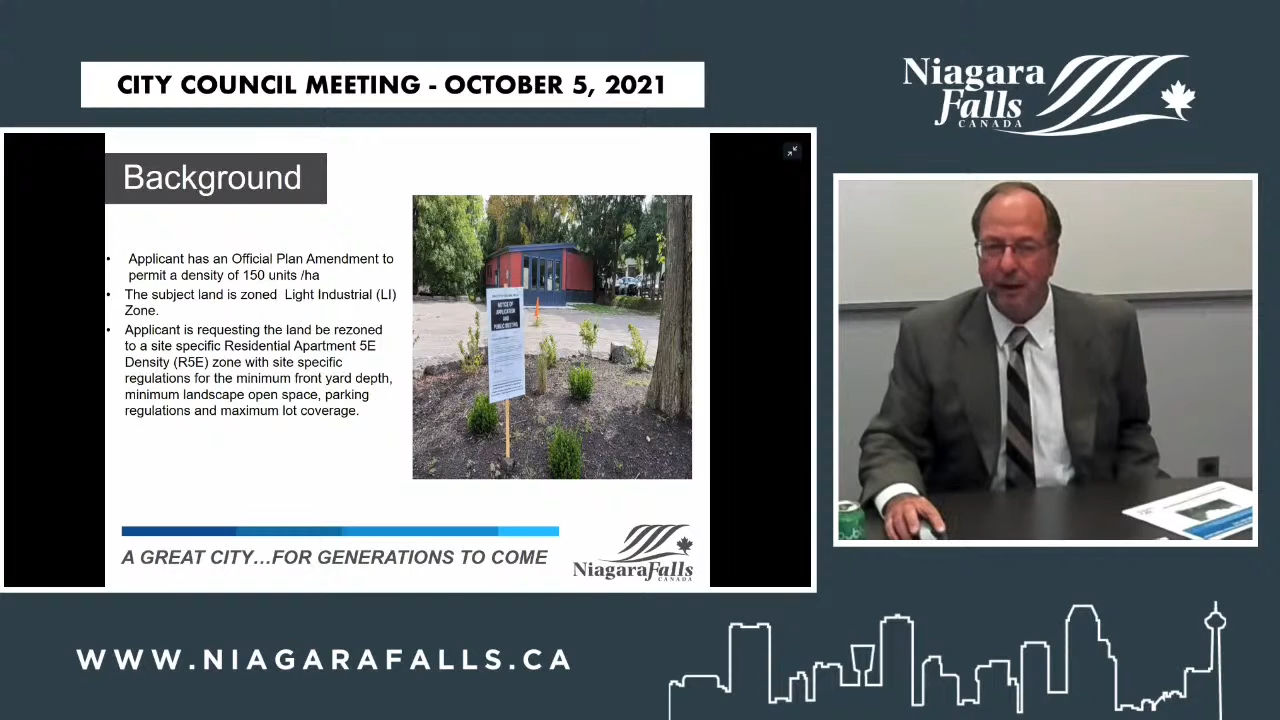 CITY COUNCIL MEETING - OCTOBER 5, 2021
Niagara
Falls
CANADA
Background
• Applicant has an Official Plan Amendment to
permit a density of 150 units /ha
• The subject land is zoned Light Industrial (LI)
Zone.
• Applicant is requesting the land be rezoned
to a site specific Residential Apartment 5E
Density (R5E) zone with site specific
regulations for the minimum front yard depth,
minimum landscape open space, parking
regulations and maximum lot coverage.
NOTICE OF
APPLICATION
AND
PUBLIC MEETING
A GREAT CITY...FOR GENERATIONS TO COME
NiagaraFalls
CANADA
WWW.NIAGARAFALLS.CA